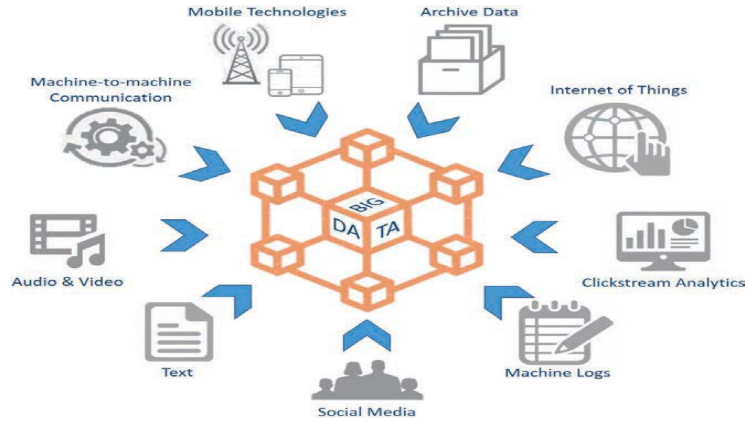 Mobile Technologies
Archive Data
Machine-to-machine
Communication
Internet of Things
BIG
DA TA
Audio & Video
Clickstream Analytics
Text
Machine Logs
Social Media